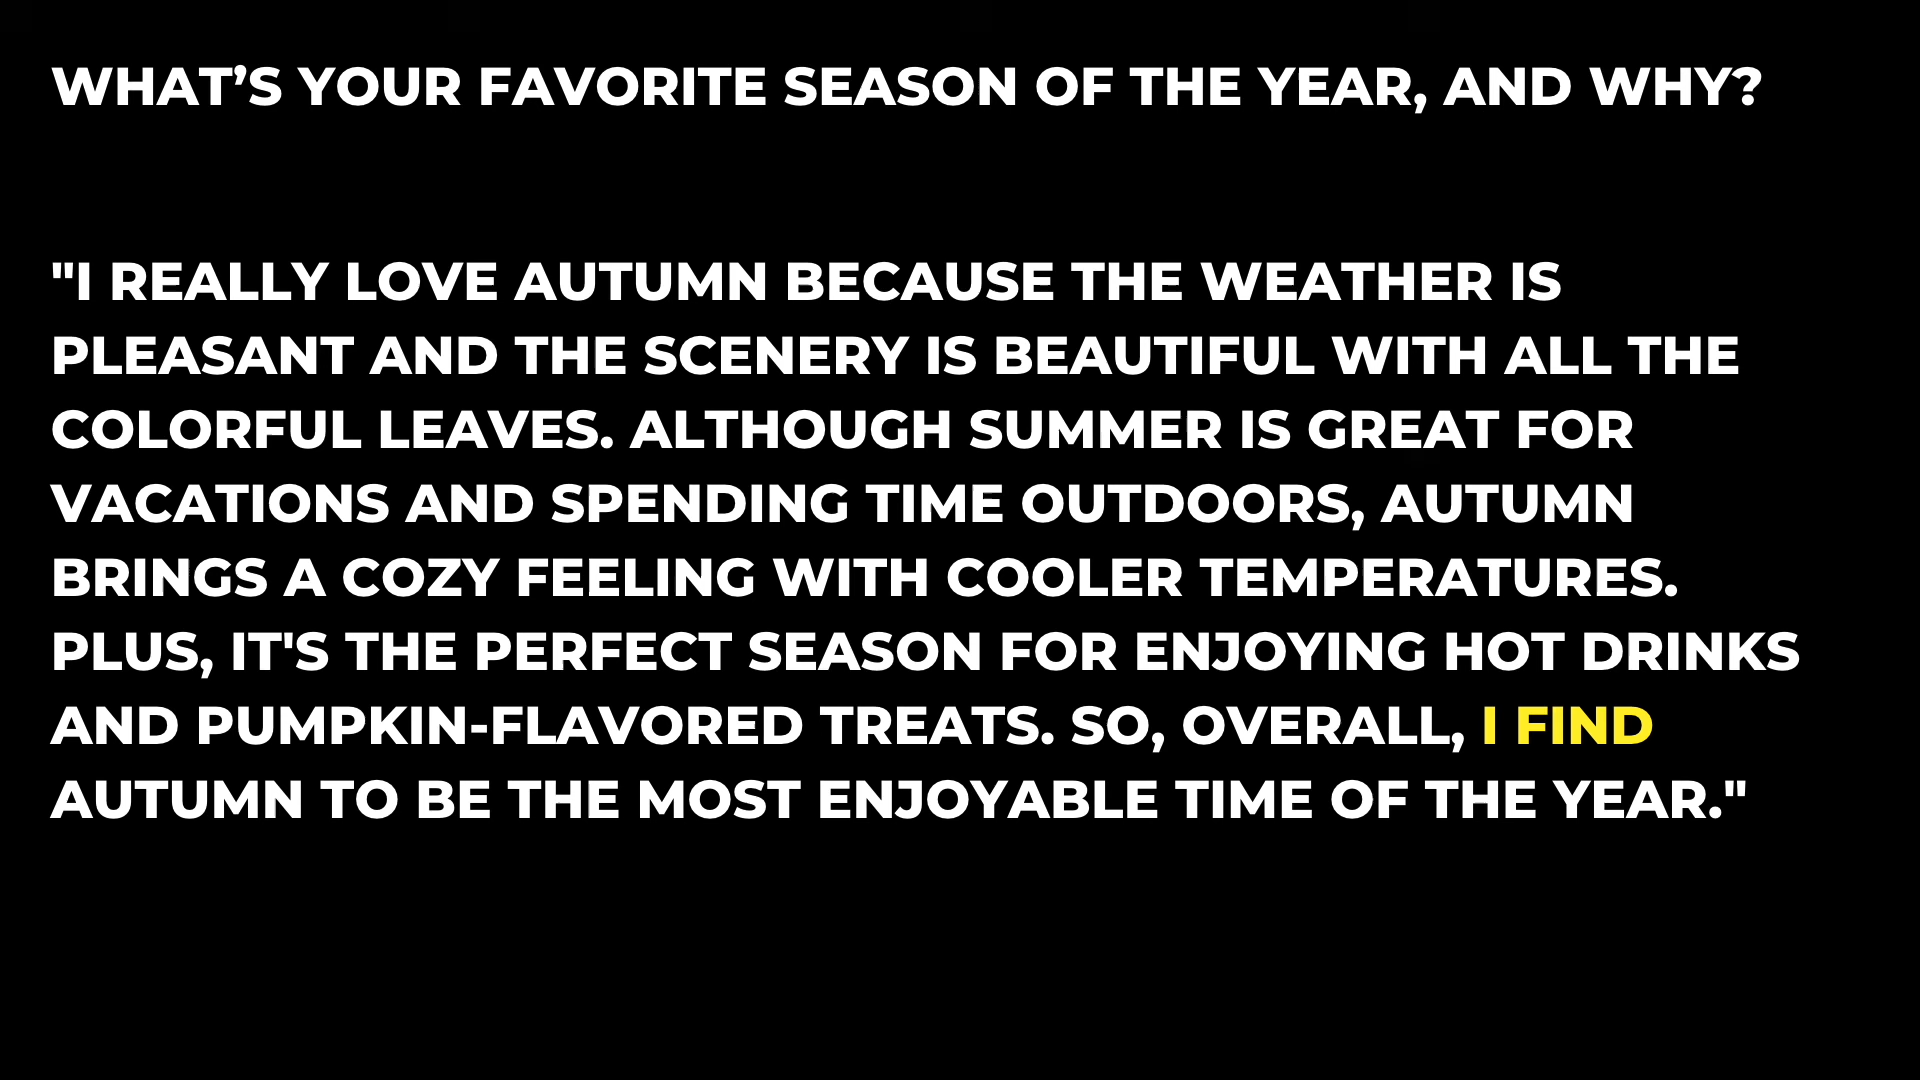 WHAT’S YOUR FAVORITE SEASON OF THE YEAR, AND WHY?
"I REALLY LOVE AUTUMN BECAUSE THE WEATHER IS
PLEASANT AND THE SCENERY IS BEAUTIFUL WITH ALL THE
COLORFUL LEAVES. ALTHOUGH SUMMER IS GREAT FOR
VACATIONS AND SPENDING TIME OUTDOORS, AUTUMN
BRINGS A COZY FEELING WITH COOLER TEMPERATURES.
PLUS, IT'S THE PERFECT SEASON FOR ENJOYING HOT DRINKS
AND PUMPKIN-FLAVORED TREATS. SO, OVERALL, I FIND
AUTUMN TO BE THE MOST ENJOYABLE TIME OF THE YEAR."